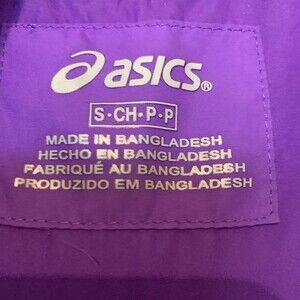 asics®
S·CH·P·P
MADE IN BANGLADESH
HECHO EN BANGLADESH
FABRIQUÉ AU BANGLADESH
PRODUZIDO EM BANGLADESH